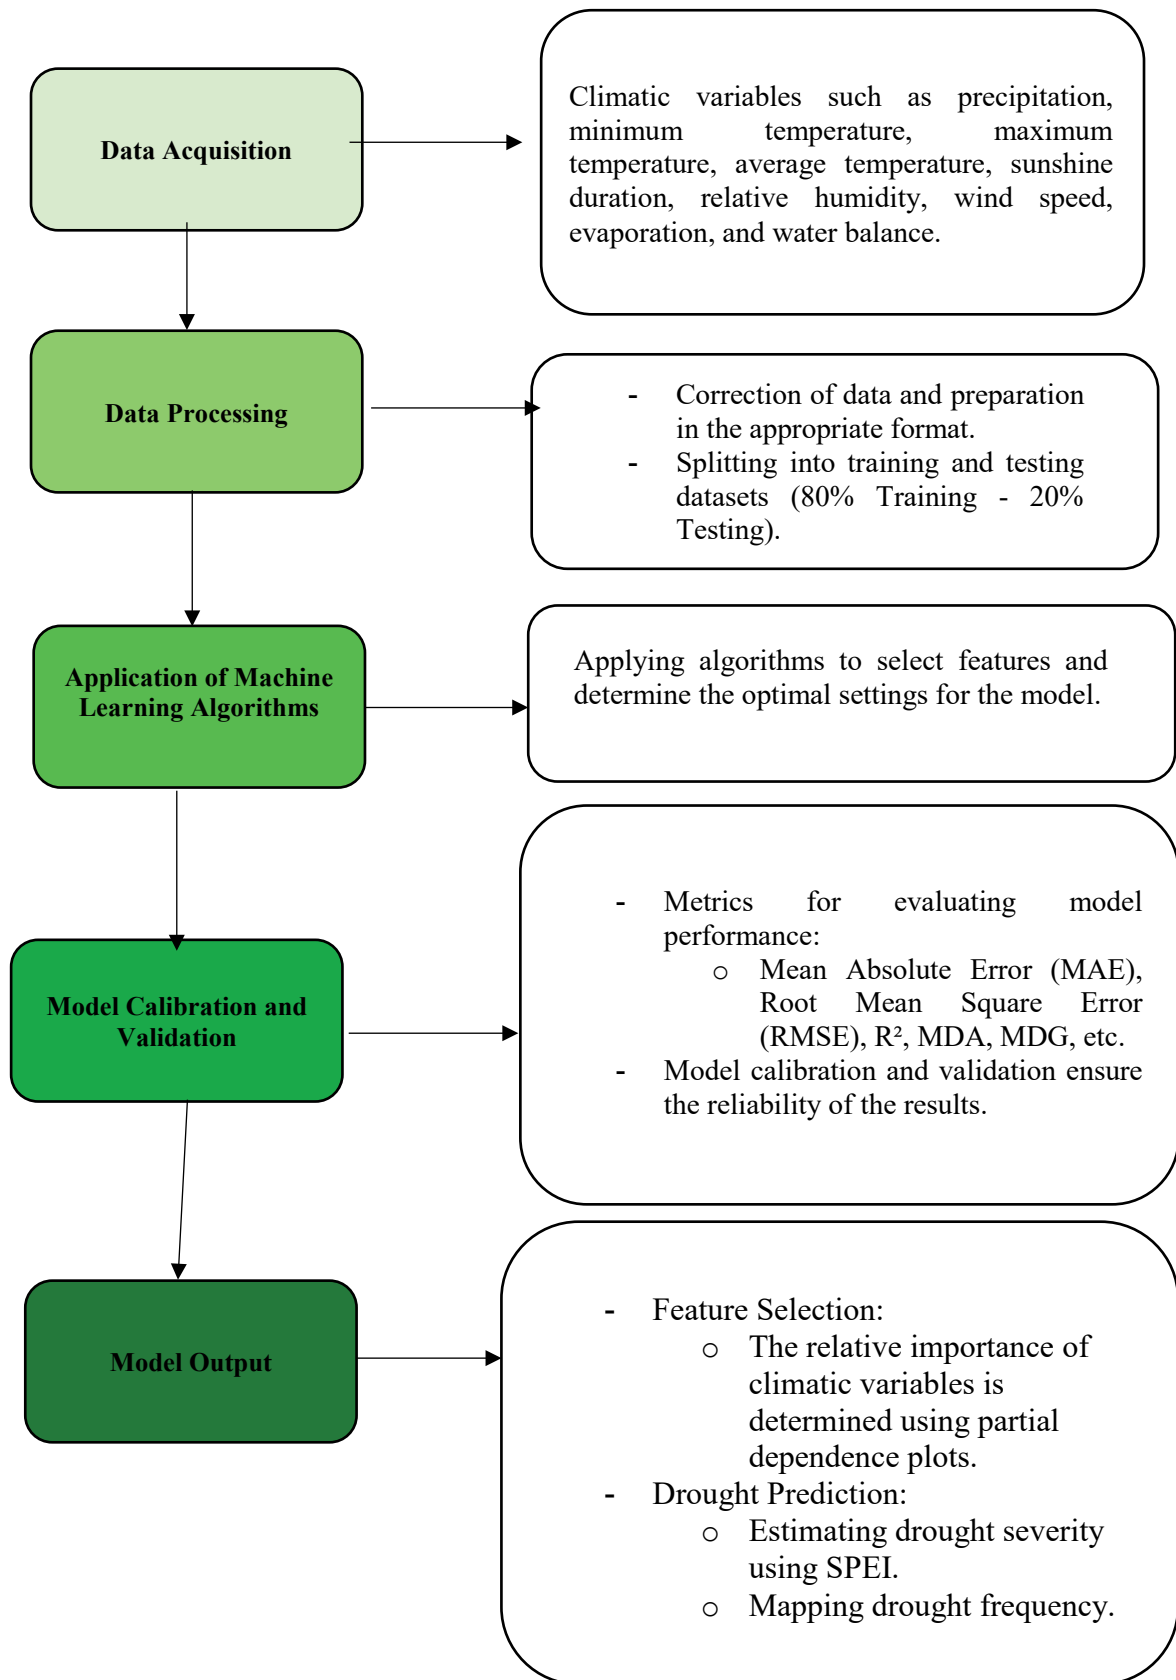 Data Acquisition
Climatic variables such as precipitation,
minimum temperature, maximum
temperature, average temperature, sunshine
duration, relative humidity, wind speed,
evaporation, and water balance.
Data Processing
- Correction of data and preparation
in the appropriate format.
- Splitting into training and testing
datasets (80% Training - 20%
Testing).
Application of Machine
Learning Algorithms
Applying algorithms to select features and
determine the optimal settings for the model.
Model Calibration and
Validation
- Metrics for evaluating model
performance:
o Mean Absolute Error (MAE),
Root Mean Square Error
(RMSE), R², MDA, MDG, etc.
- Model calibration and validation ensure
the reliability of the results.
Model Output
- Feature Selection:
o The relative importance of
climatic variables is
determined using partial
dependence plots.
- Drought Prediction:
o Estimating drought severity
using SPEI.
o Mapping drought frequency.